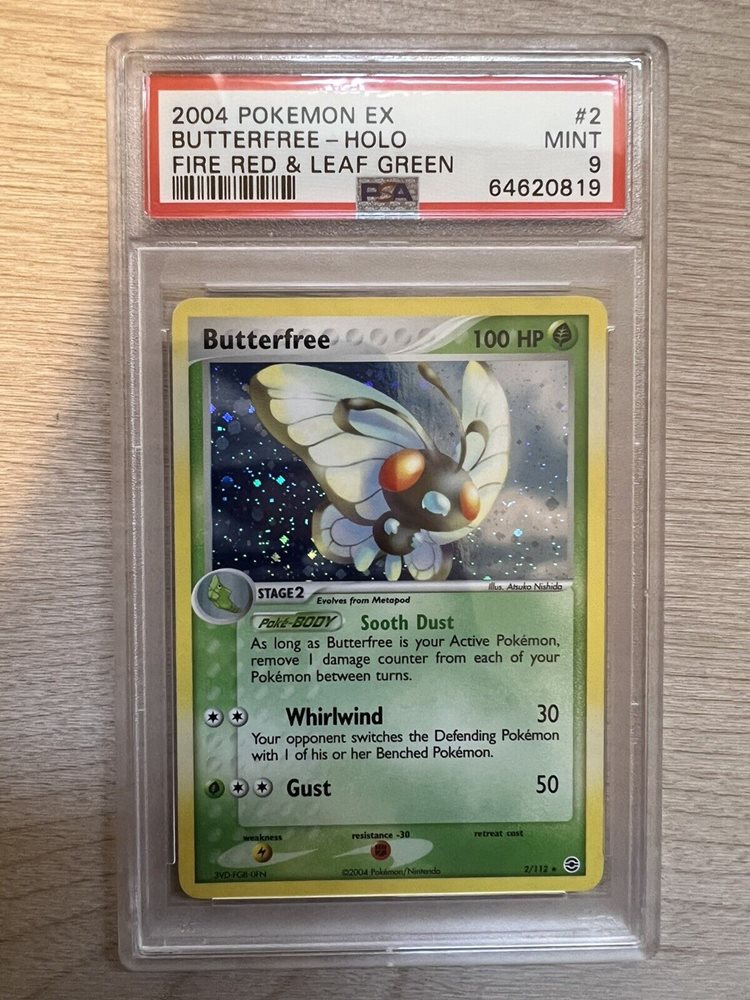 2004 POKEMON EX #2
BUTTERFREE - HOLO MINT
FIRE RED & LEAF GREEN 9
PSA 64620819
Butterfree 100 HP
Illus. Atsuko Nishida
STAGE2 Evolves from Metapod
Poké-BODY Sooth Dust
As long as Butterfree is your Active Pokémon,
remove 1 damage counter from each of your
Pokémon between turns.
Whirlwind 30
Your opponent switches the Defending Pokémon
with 1 of his or her Benched Pokémon.
Gust 50
weakness resistance -30 retreat cost
3VD-FGB-0FN ©2004 Pokémon/Nintendo 2/112 ★